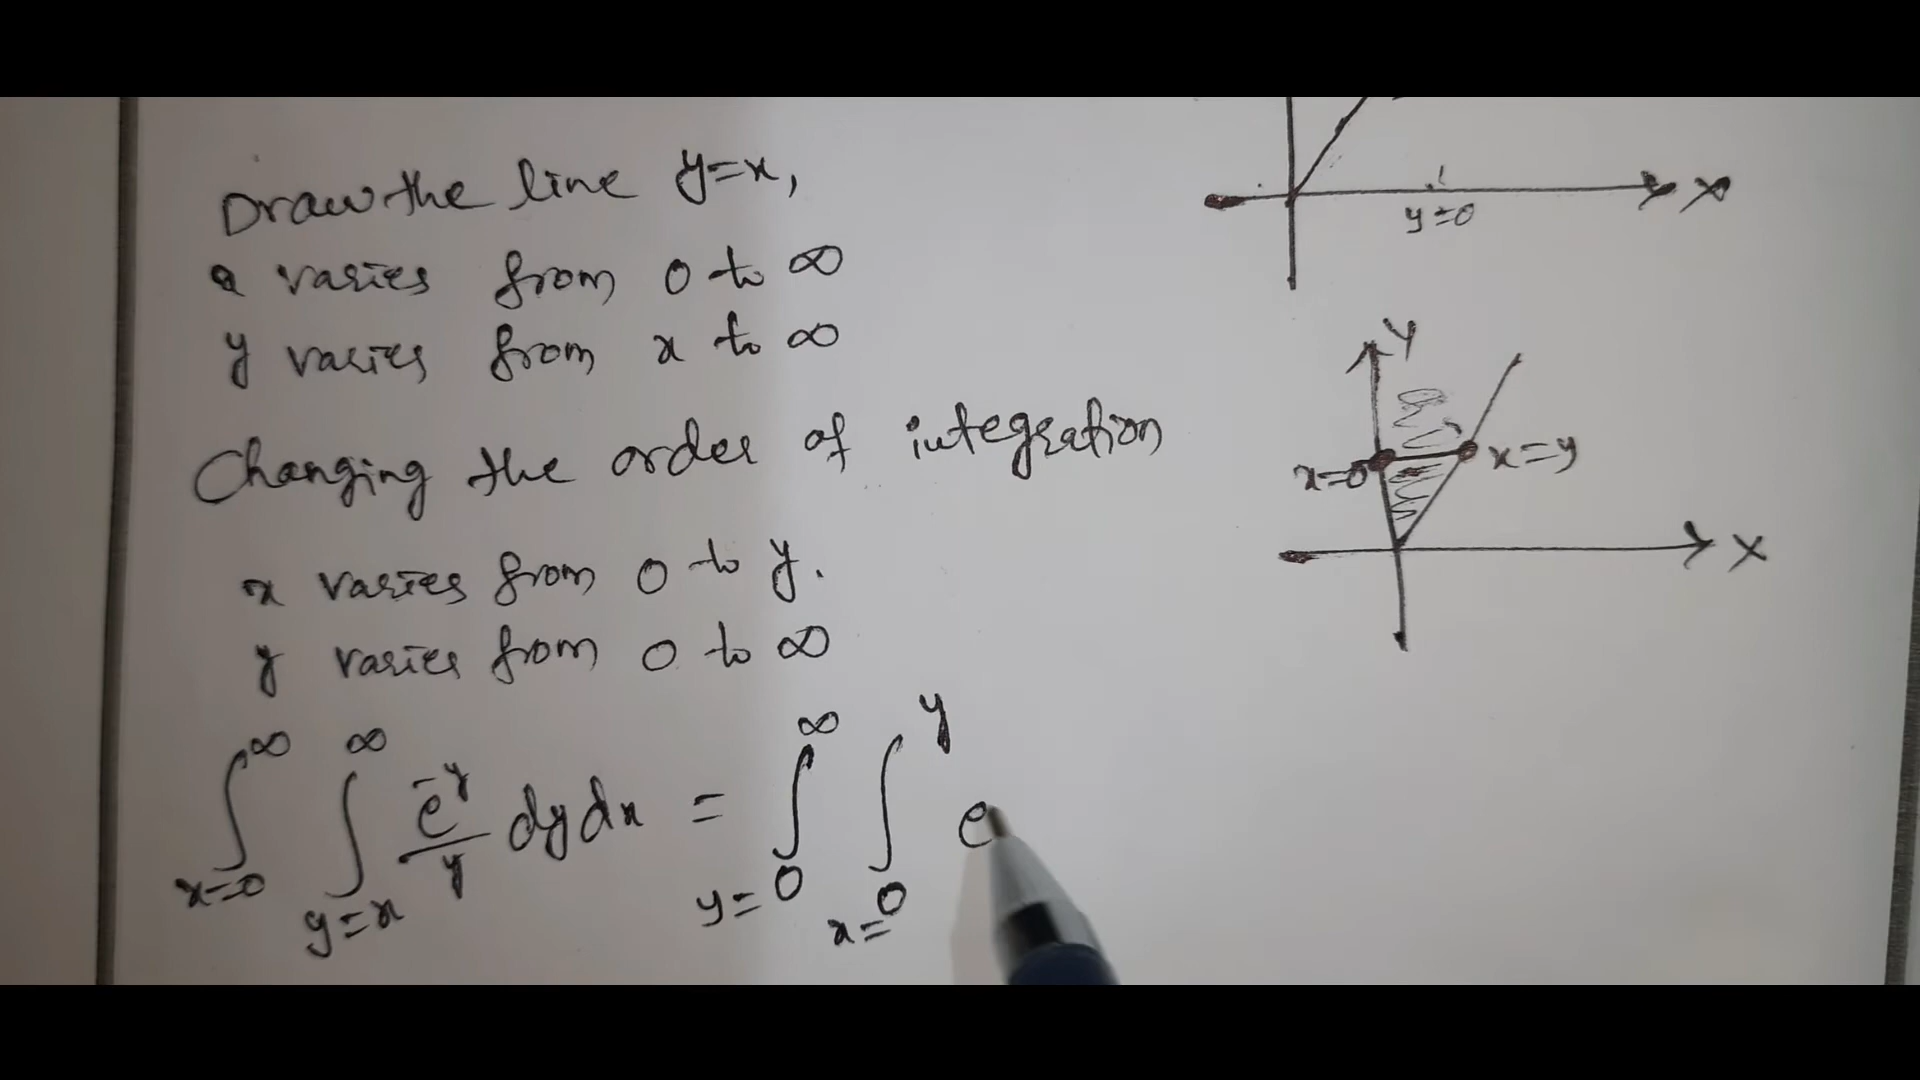 Draw the line y=x,
x varies from 0 to ∞
y varies from x to ∞
Changing the order of integration
x varies from 0 to y.
y varies from 0 to ∞
∫_{x=0}^{∞} ∫_{y=x}^{∞} e^{-y}/y dy dx = ∫_{y=0}^{∞} ∫_{x=0}^{y} e
X
y=0
Y
x=0 x=y
X